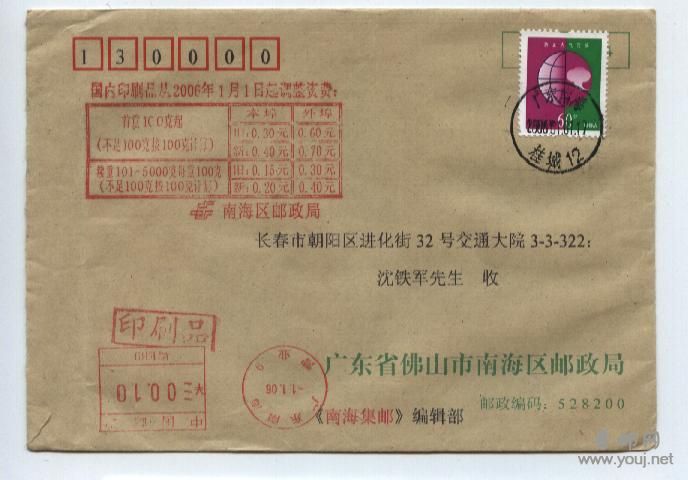 130000
国内印刷品从2006年1月1日起调整资费:
本埠 外埠
首重100克起
(不足100克按100克计算)
旧:0.30元 0.60元
新:0.40元 0.70元
续重101-5000克每重100克
(不足100克按100克计算)
旧:0.15元 0.30元
新:0.20元 0.40元
南海区邮政局
60
桂城12
长春市朝阳区进化街32号交通大院3-3-322:
沈铁军先生 收
印刷品
00.10
-1.1.06
广东省佛山市南海区邮政局
邮政编码: 528200
《南海集邮》编辑部
www.youj.net